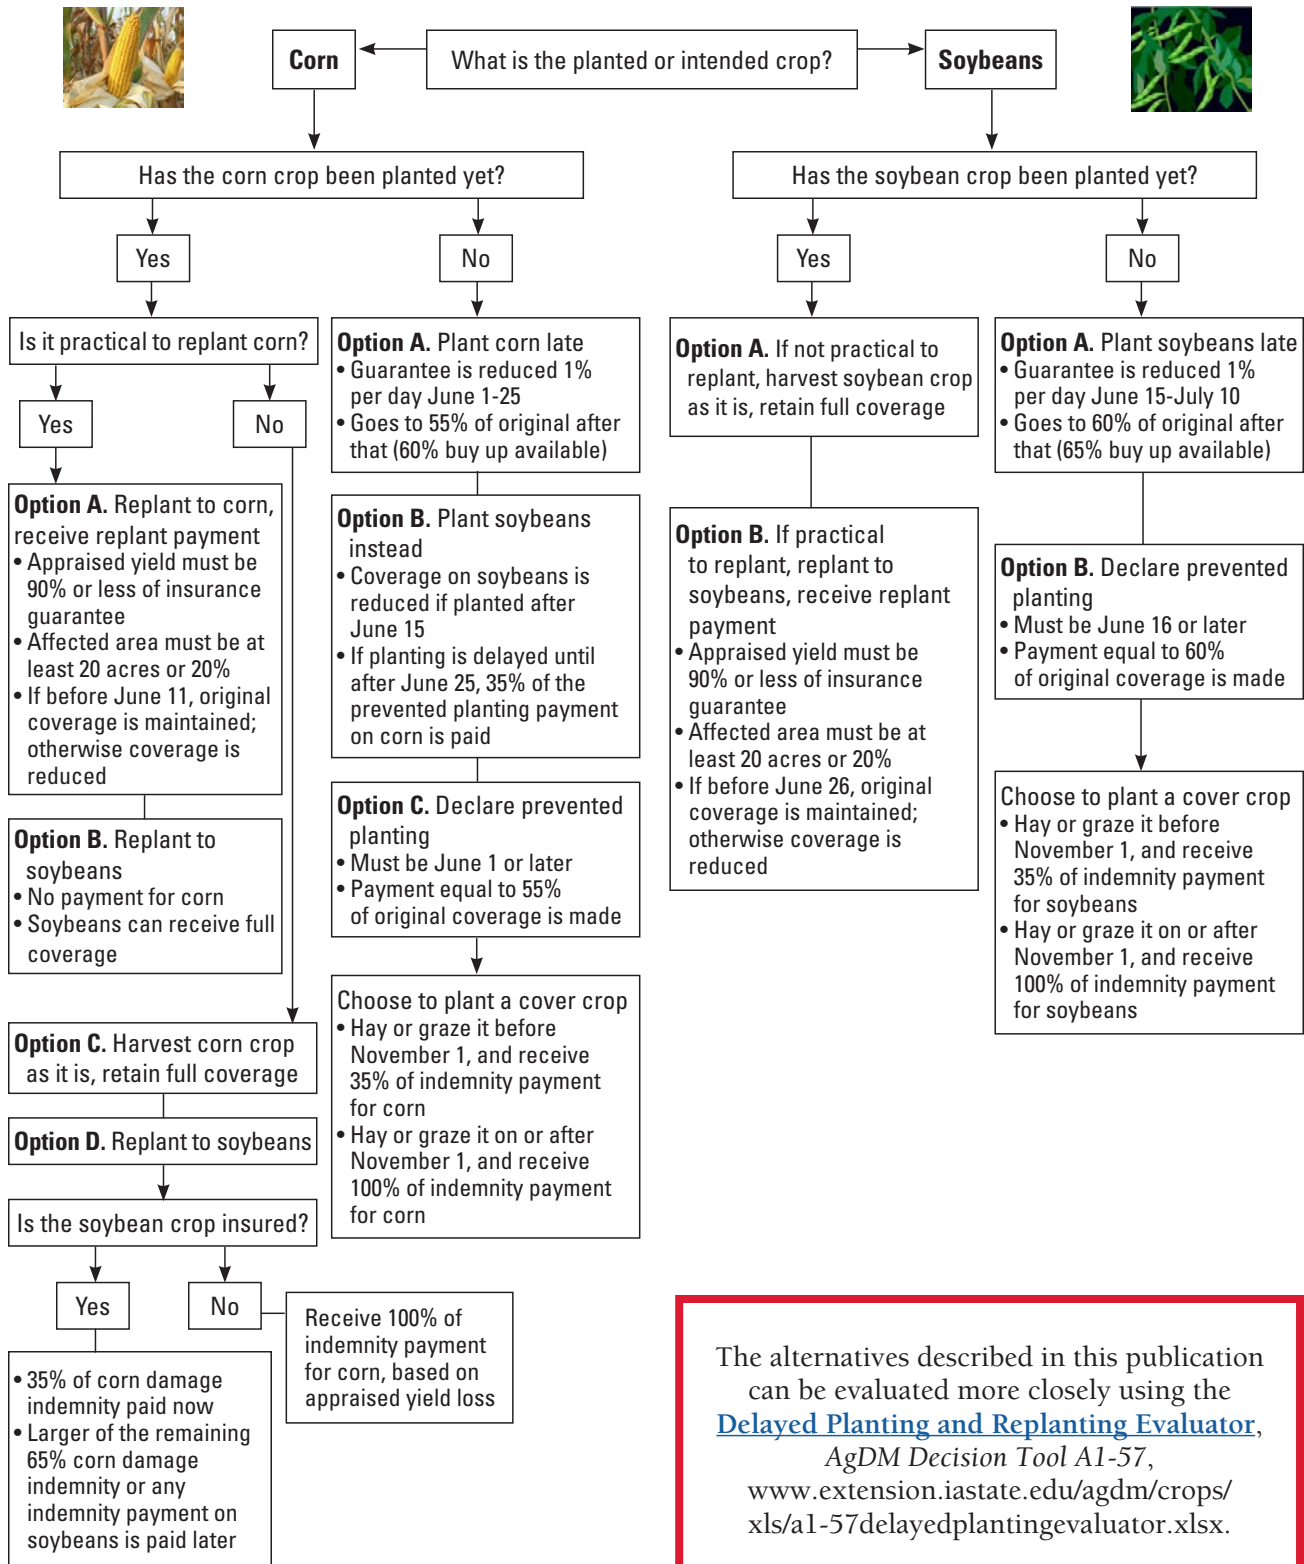 What is the planted or intended crop?
Corn
Soybeans
Has the corn crop been planted yet?
Yes
No
Is it practical to replant corn?
Yes
No
Option A. Replant to corn,
receive replant payment
• Appraised yield must be
90% or less of insurance
guarantee
• Affected area must be at
least 20 acres or 20%
• If before June 11, original
coverage is maintained;
otherwise coverage is
reduced
Option B. Replant to
soybeans
• No payment for corn
• Soybeans can receive full
coverage
Option C. Harvest corn crop
as it is, retain full coverage
Option D. Replant to soybeans
Is the soybean crop insured?
Yes
No
• 35% of corn damage
indemnity paid now
• Larger of the remaining
65% corn damage
indemnity or any
indemnity payment on
soybeans is paid later
Receive 100% of
indemnity payment
for corn, based on
appraised yield loss
Option A. Plant corn late
• Guarantee is reduced 1%
per day June 1-25
• Goes to 55% of original after
that (60% buy up available)
Option B. Plant soybeans
instead
• Coverage on soybeans is
reduced if planted after
June 15
• If planting is delayed until
after June 25, 35% of the
prevented planting payment
on corn is paid
Option C. Declare prevented
planting
• Must be June 1 or later
• Payment equal to 55%
of original coverage is made
Choose to plant a cover crop
• Hay or graze it before
November 1, and receive
35% of indemnity payment
for corn
• Hay or graze it on or after
November 1, and receive
100% of indemnity payment
for corn
Has the soybean crop been planted yet?
Yes
No
Option A. If not practical to
replant, harvest soybean crop
as it is, retain full coverage
Option B. If practical
to replant, replant to
soybeans, receive replant
payment
• Appraised yield must be
90% or less of insurance
guarantee
• Affected area must be at
least 20 acres or 20%
• If before June 26, original
coverage is maintained;
otherwise coverage is
reduced
Option A. Plant soybeans late
• Guarantee is reduced 1%
per day June 15-July 10
• Goes to 60% of original after
that (65% buy up available)
Option B. Declare prevented
planting
• Must be June 16 or later
• Payment equal to 60%
of original coverage is made
Choose to plant a cover crop
• Hay or graze it before
November 1, and receive
35% of indemnity payment
for soybeans
• Hay or graze it on or after
November 1, and receive
100% of indemnity payment
for soybeans
The alternatives described in this publication
can be evaluated more closely using the
Delayed Planting and Replanting Evaluator,
AgDM Decision Tool A1-57,
www.extension.iastate.edu/agdm/crops/
xls/a1-57delayedplantingevaluator.xlsx.